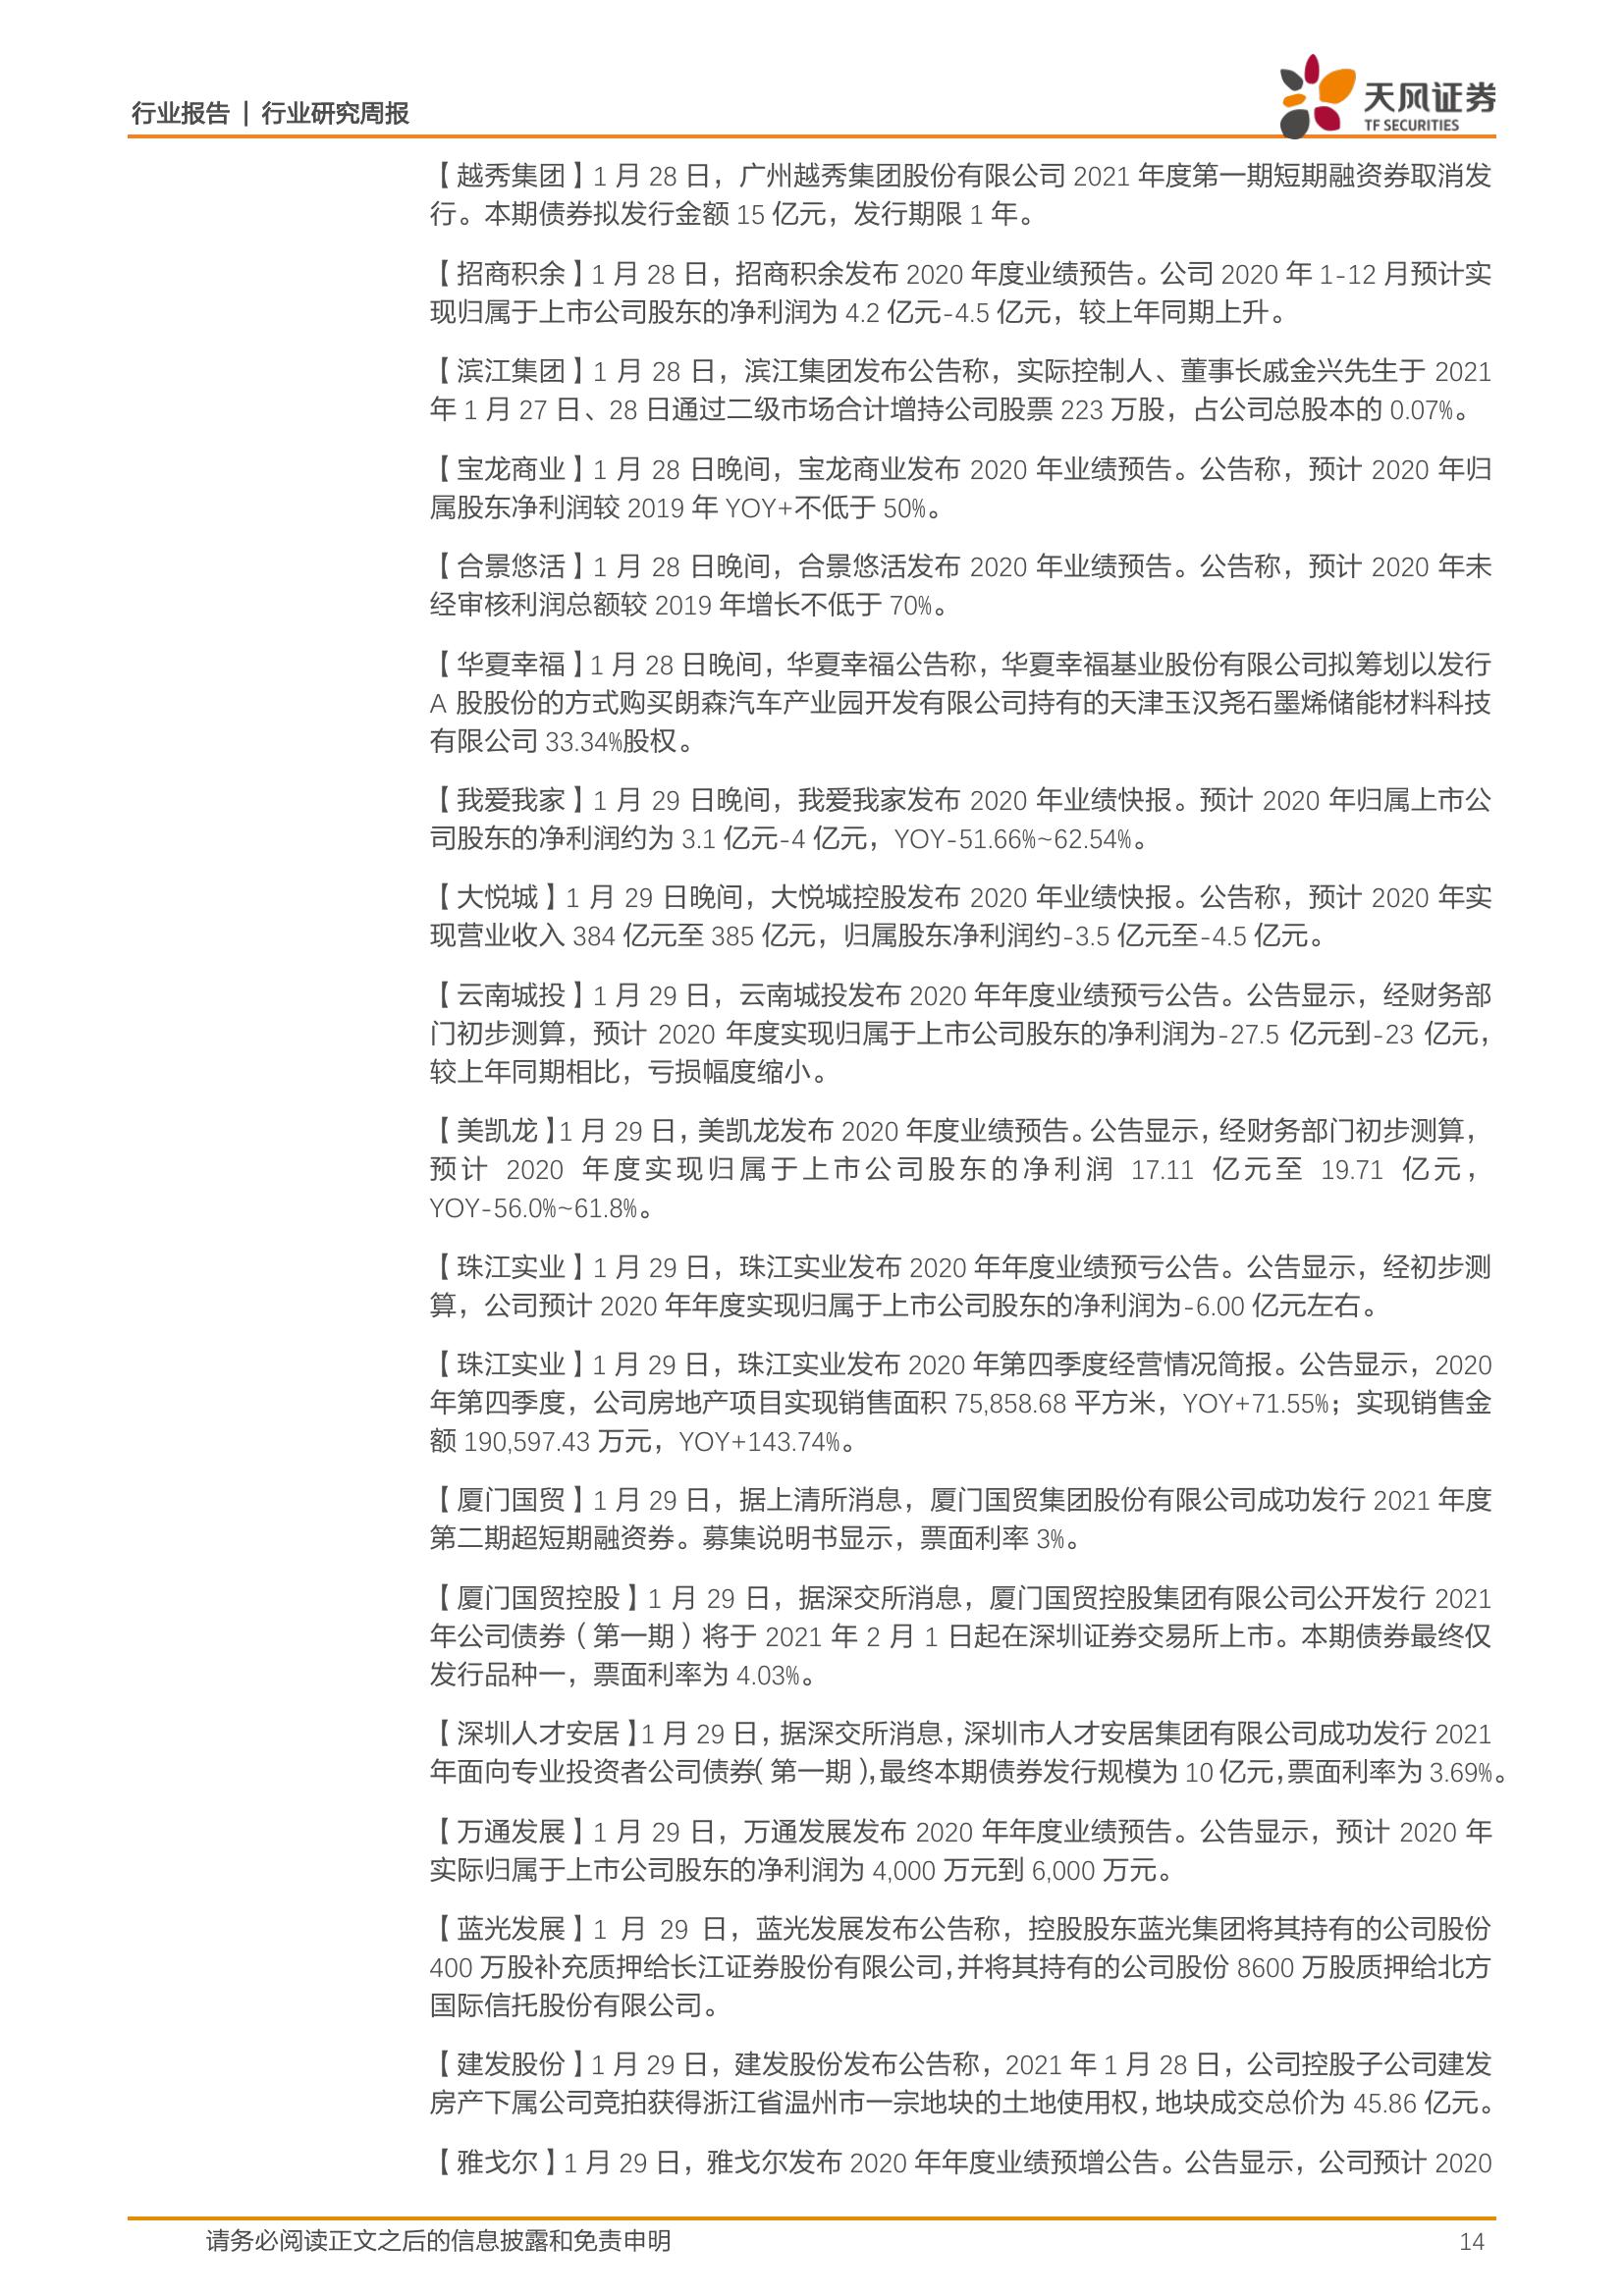 行业报告 | 行业研究周报
天风证券
TF SECURITIES
【越秀集团】1 月 28 日，广州越秀集团股份有限公司 2021 年度第一期短期融资券取消发
行。本期债券拟发行金额 15 亿元，发行期限 1 年。
【招商积余】1 月 28 日，招商积余发布 2020 年度业绩预告。公司 2020 年 1-12 月预计实
现归属于上市公司股东的净利润为 4.2 亿元-4.5 亿元，较上年同期上升。
【滨江集团】1 月 28 日，滨江集团发布公告称，实际控制人、董事长戚金兴先生于 2021
年 1 月 27 日、28 日通过二级市场合计增持公司股票 223 万股，占公司总股本的 0.07%。
【宝龙商业】1 月 28 日晚间，宝龙商业发布 2020 年业绩预告。公告称，预计 2020 年归
属股东净利润较 2019 年 YOY+不低于 50%。
【合景悠活】1 月 28 日晚间，合景悠活发布 2020 年业绩预告。公告称，预计 2020 年未
经审核利润总额较 2019 年增长不低于 70%。
【华夏幸福】1 月 28 日晚间，华夏幸福公告称，华夏幸福基业股份有限公司拟筹划以发行
A 股股份的方式购买朗森汽车产业园开发有限公司持有的天津玉汉尧石墨烯储能材料科技
有限公司 33.34%股权。
【我爱我家】1 月 29 日晚间，我爱我家发布 2020 年业绩快报。预计 2020 年归属上市公
司股东的净利润约为 3.1 亿元-4 亿元，YOY-51.66%~62.54%。
【大悦城】1 月 29 日晚间，大悦城控股发布 2020 年业绩快报。公告称，预计 2020 年实
现营业收入 384 亿元至 385 亿元，归属股东净利润约-3.5 亿元至-4.5 亿元。
【云南城投】1 月 29 日，云南城投发布 2020 年年度业绩预亏公告。公告显示，经财务部
门初步测算，预计 2020 年度实现归属于上市公司股东的净利润为-27.5 亿元到-23 亿元，
较上年同期相比，亏损幅度缩小。
【美凯龙】1 月 29 日，美凯龙发布 2020 年度业绩预告。公告显示，经财务部门初步测算，
预计 2020 年度实现归属于上市公司股东的净利润 17.11 亿元至 19.71 亿元，
YOY-56.0%~61.8%。
【珠江实业】1 月 29 日，珠江实业发布 2020 年年度业绩预亏公告。公告显示，经初步测
算，公司预计 2020 年年度实现归属于上市公司股东的净利润为-6.00 亿元左右。
【珠江实业】1 月 29 日，珠江实业发布 2020 年第四季度经营情况简报。公告显示，2020
年第四季度，公司房地产项目实现销售面积 75,858.68 平方米，YOY+71.55%；实现销售金
额 190,597.43 万元，YOY+143.74%。
【厦门国贸】1 月 29 日，据上清所消息，厦门国贸集团股份有限公司成功发行 2021 年度
第二期超短期融资券。募集说明书显示，票面利率 3%。
【厦门国贸控股】1 月 29 日，据深交所消息，厦门国贸控股集团有限公司公开发行 2021
年公司债券（第一期）将于 2021 年 2 月 1 日起在深圳证券交易所上市。本期债券最终仅
发行品种一，票面利率为 4.03%。
【深圳人才安居】1 月 29 日，据深交所消息，深圳市人才安居集团有限公司成功发行 2021
年面向专业投资者公司债券（第一期），最终本期债券发行规模为 10 亿元，票面利率为 3.69%。
【万通发展】1 月 29 日，万通发展发布 2020 年年度业绩预告。公告显示，预计 2020 年
实际归属于上市公司股东的净利润为 4,000 万元到 6,000 万元。
【蓝光发展】1 月 29 日，蓝光发展发布公告称，控股股东蓝光集团将其持有的公司股份
400 万股补充质押给长江证券股份有限公司，并将其持有的公司股份 8600 万股质押给北方
国际信托股份有限公司。
【建发股份】1 月 29 日，建发股份发布公告称，2021 年 1 月 28 日，公司控股子公司建发
房产下属公司竞拍获得浙江省温州市一宗地块的土地使用权，地块成交总价为 45.86 亿元。
【雅戈尔】1 月 29 日，雅戈尔发布 2020 年年度业绩预增公告。公告显示，公司预计 2020
请务必阅读正文之后的信息披露和免责申明
14